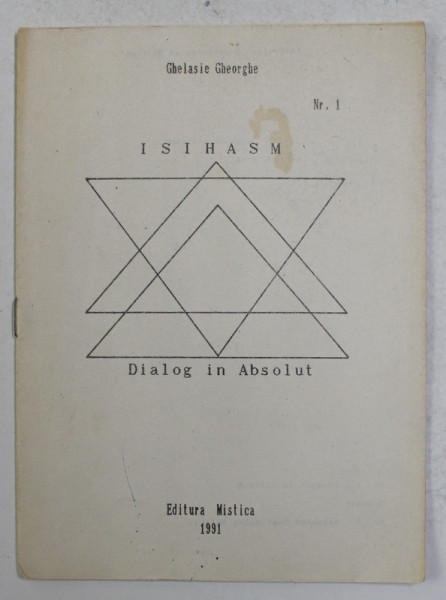 Ghelasie Gheorghe
Nr. 1
ISIHASM
Dialog in Absolut
Editura Mistica
1991